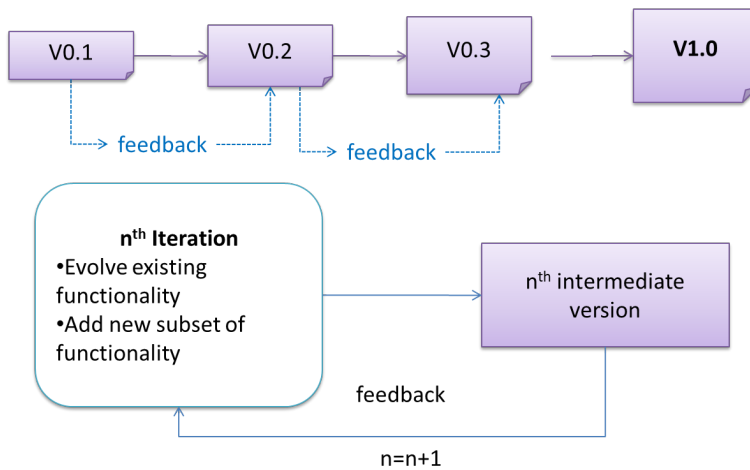 V0.1
V0.2
V0.3
V1.0
feedback
feedback
nth Iteration
•Evolve existing
functionality
•Add new subset of
functionality
nth intermediate
version
feedback
n=n+1